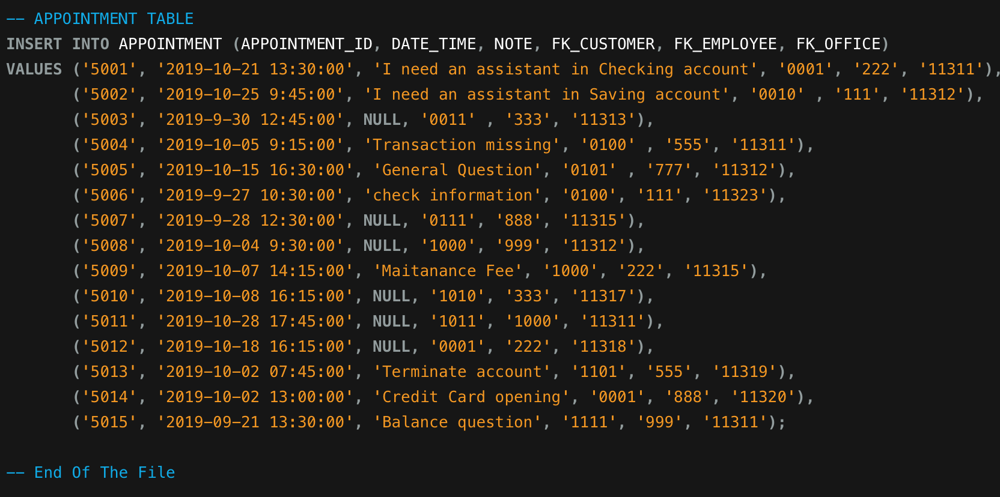 -- APPOINTMENT TABLE
INSERT INTO APPOINTMENT (APPOINTMENT_ID, DATE_TIME, NOTE, FK_CUSTOMER, FK_EMPLOYEE, FK_OFFICE)
VALUES ('5001', '2019-10-21 13:30:00', 'I need an assistant in Checking account', '0001', '222', '11311'),
('5002', '2019-10-25 9:45:00', 'I need an assistant in Saving account', '0010' , '111', '11312'),
('5003', '2019-9-30 12:45:00', NULL, '0011' , '333', '11313'),
('5004', '2019-10-05 9:15:00', 'Transaction missing', '0100' , '555', '11311'),
('5005', '2019-10-15 16:30:00', 'General Question', '0101' , '777', '11312'),
('5006', '2019-9-27 10:30:00', 'check information', '0100', '111', '11323'),
('5007', '2019-9-28 12:30:00', NULL, '0111', '888', '11315'),
('5008', '2019-10-04 9:30:00', NULL, '1000', '999', '11312'),
('5009', '2019-10-07 14:15:00', 'Maitanance Fee', '1000', '222', '11315'),
('5010', '2019-10-08 16:15:00', NULL, '1010', '333', '11317'),
('5011', '2019-10-28 17:45:00', NULL, '1011', '1000', '11311'),
('5012', '2019-10-18 16:15:00', NULL, '0001', '222', '11318'),
('5013', '2019-10-02 07:45:00', 'Terminate account', '1101', '555', '11319'),
('5014', '2019-10-02 13:00:00', 'Credit Card opening', '0001', '888', '11320'),
('5015', '2019-09-21 13:30:00', 'Balance question', '1111', '999', '11311');
-- End Of The File